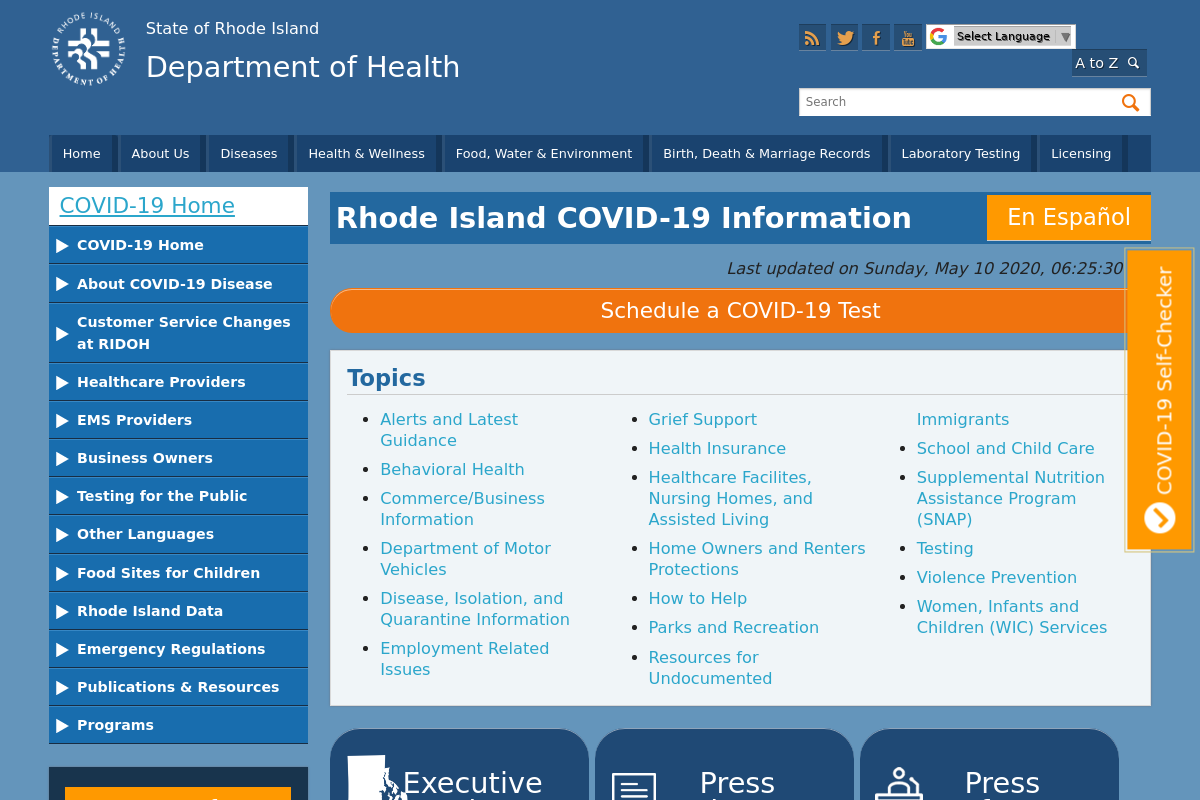 RHODE ISLAND DEPARTMENT OF HEALTH
State of Rhode Island
Department of Health
You Tube
Select Language ▼
A to Z
Search
Home
About Us
Diseases
Health & Wellness
Food, Water & Environment
Birth, Death & Marriage Records
Laboratory Testing
Licensing
COVID-19 Home
COVID-19 Home
About COVID-19 Disease
Customer Service Changes
at RIDOH
Healthcare Providers
EMS Providers
Business Owners
Testing for the Public
Other Languages
Food Sites for Children
Rhode Island Data
Emergency Regulations
Publications & Resources
Programs
Rhode Island COVID-19 Information
En Español
Last updated on Sunday, May 10 2020, 06:25:30
Schedule a COVID-19 Test
COVID-19 Self-Checker
Topics
Alerts and Latest
Guidance
Behavioral Health
Commerce/Business
Information
Department of Motor
Vehicles
Disease, Isolation, and
Quarantine Information
Employment Related
Issues
Grief Support
Health Insurance
Healthcare Facilites,
Nursing Homes, and
Assisted Living
Home Owners and Renters
Protections
How to Help
Parks and Recreation
Resources for
Undocumented
Immigrants
School and Child Care
Supplemental Nutrition
Assistance Program
(SNAP)
Testing
Violence Prevention
Women, Infants and
Children (WIC) Services
Executive
Press
Press